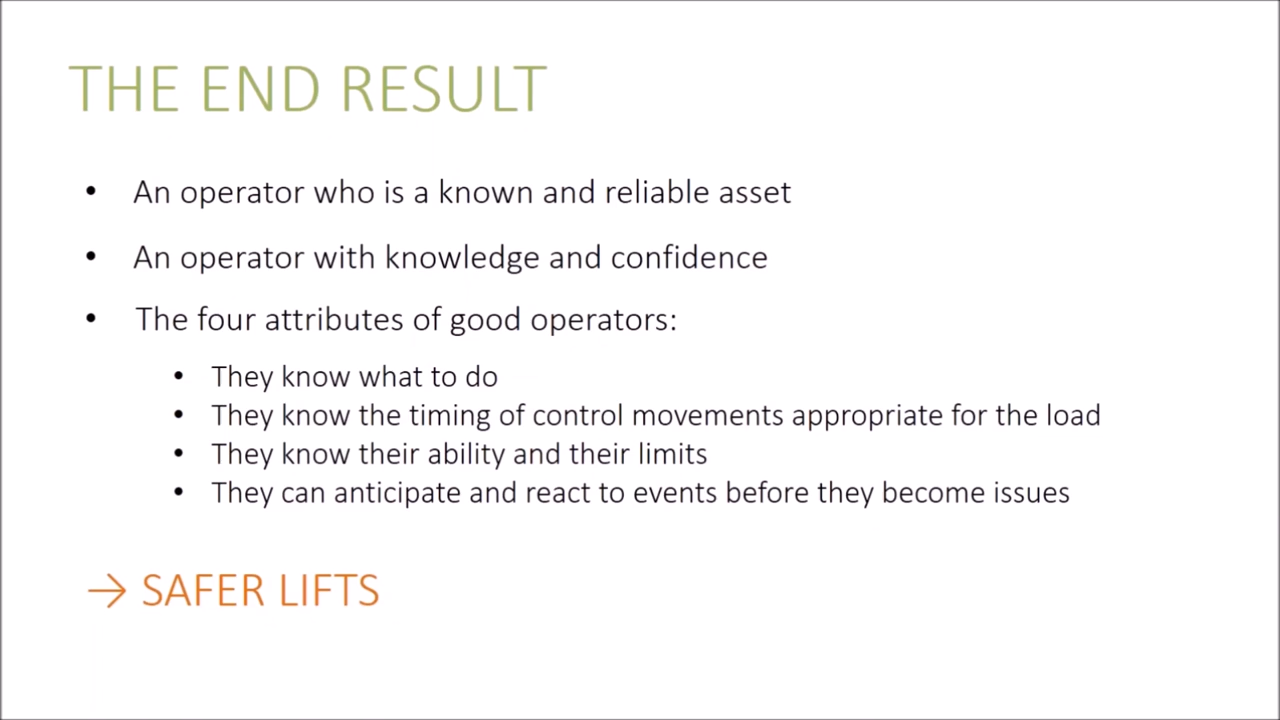 THE END RESULT
• An operator who is a known and reliable asset
• An operator with knowledge and confidence
• The four attributes of good operators:
• They know what to do
• They know the timing of control movements appropriate for the load
• They know their ability and their limits
• They can anticipate and react to events before they become issues
→ SAFER LIFTS